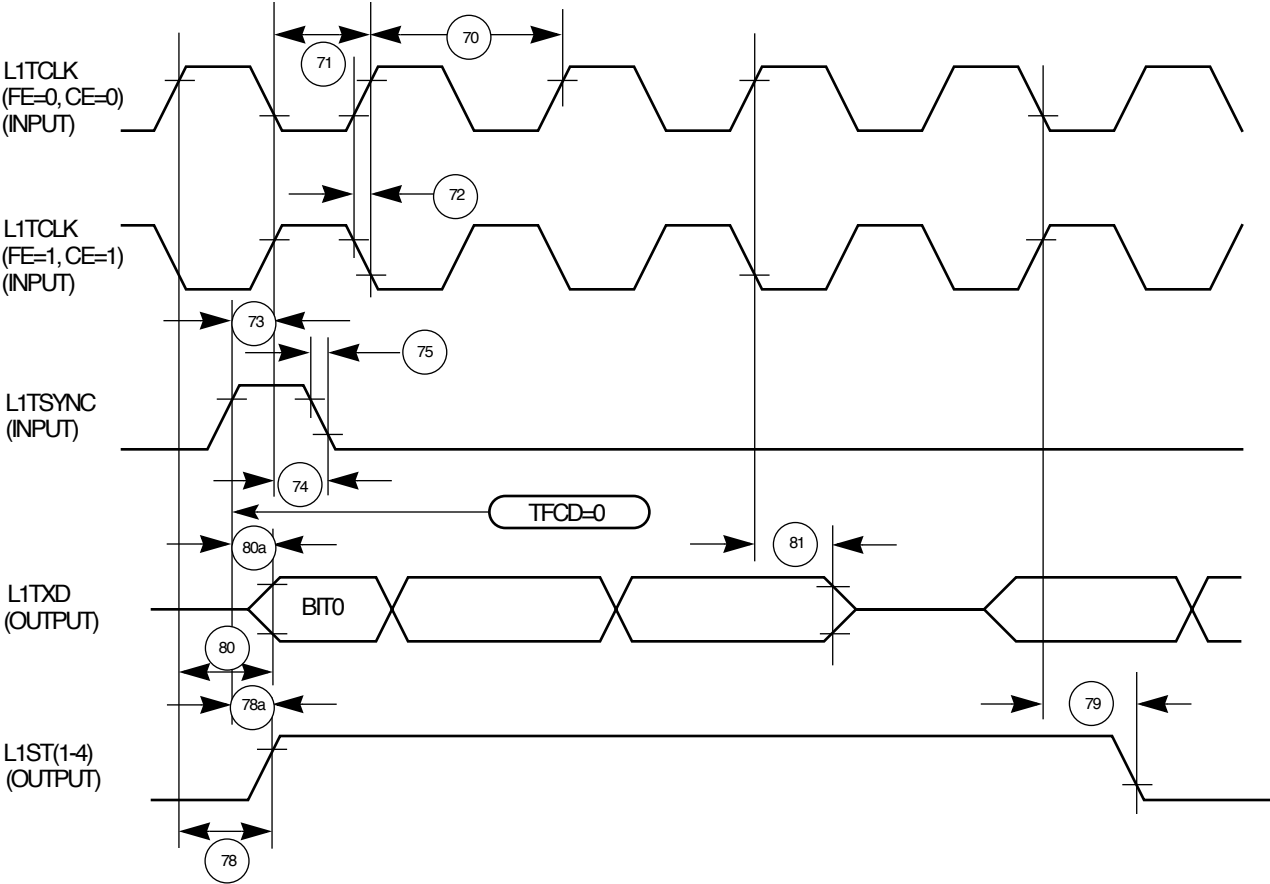 71
70
L1TCLK
(FE=0, CE=0)
(INPUT)
72
L1TCLK
(FE=1, CE=1)
(INPUT)
73
75
L1TSYNC
(INPUT)
74
TFCD=0
80a
81
L1TXD
(OUTPUT)
BIT0
80
78a
79
L1ST(1-4)
(OUTPUT)
78